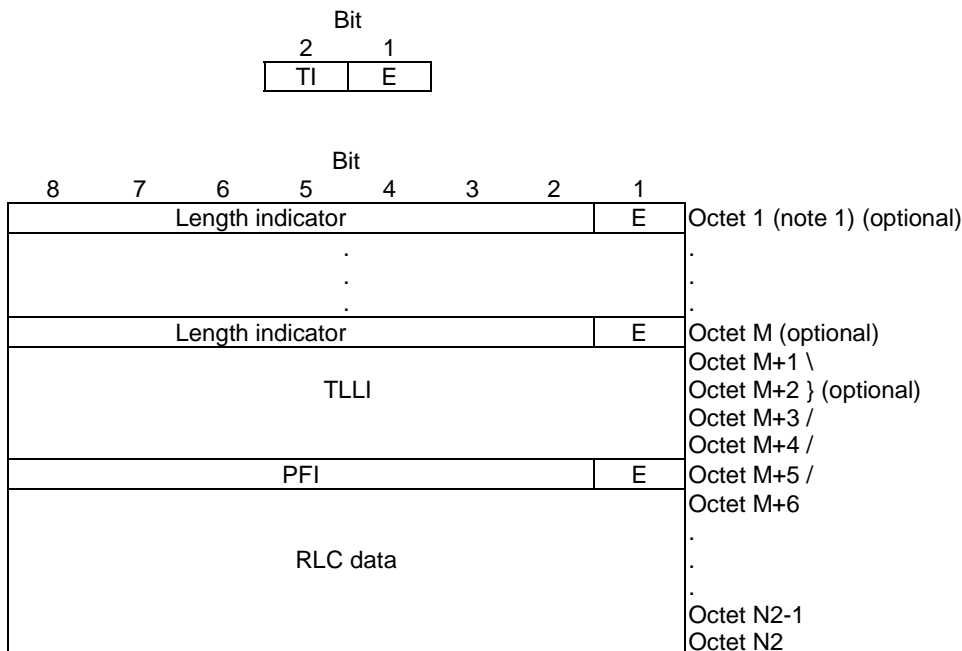 Bit
2 1
TI E
Bit
8 7 6 5 4 3 2 1
Length indicator E Octet 1 (note 1) (optional)
. .
. .
. .
Length indicator E Octet M (optional)
Octet M+1 \
TLLI Octet M+2 } (optional)
Octet M+3 /
Octet M+4 /
PFI E Octet M+5 /
Octet M+6
.
RLC data .
.
Octet N2-1
Octet N2